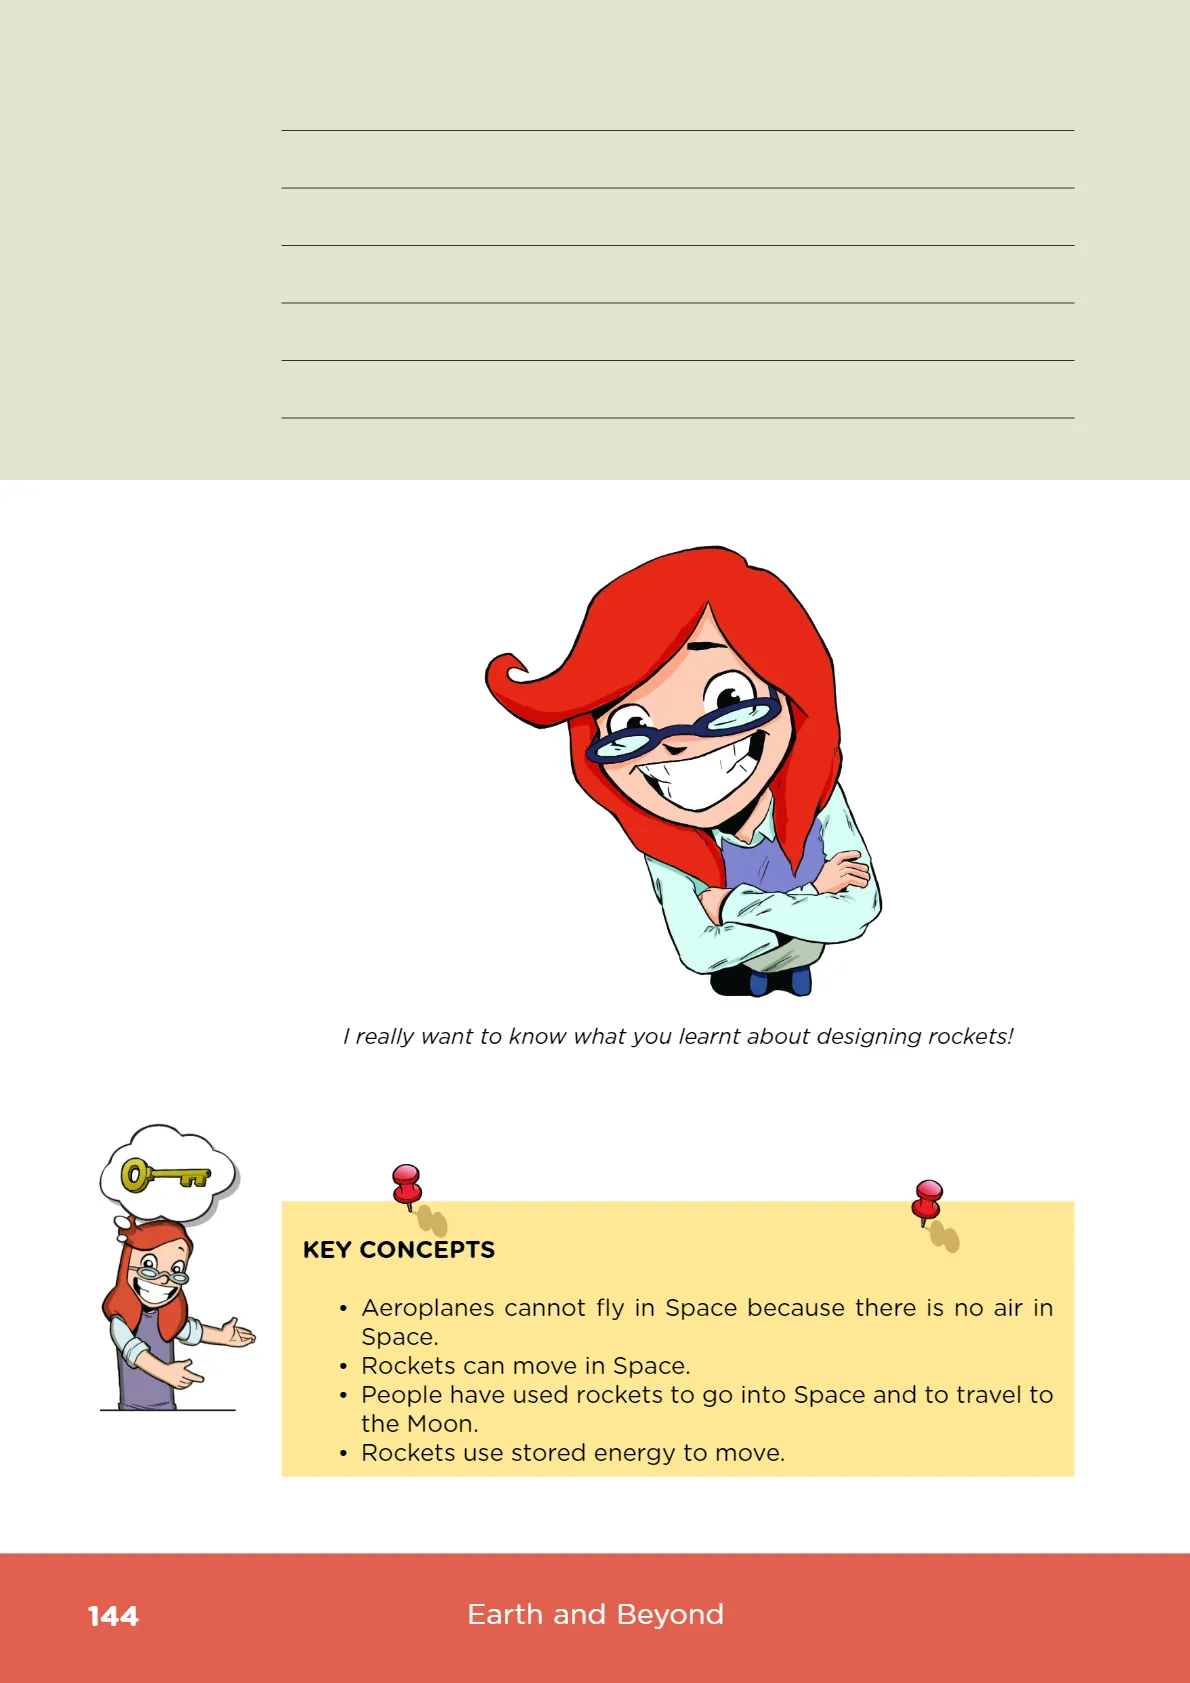 I really want to know what you learnt about designing rockets!
KEY CONCEPTS
• Aeroplanes cannot fly in Space because there is no air in
Space.
• Rockets can move in Space.
• People have used rockets to go into Space and to travel to
the Moon.
• Rockets use stored energy to move.
144
Earth and Beyond